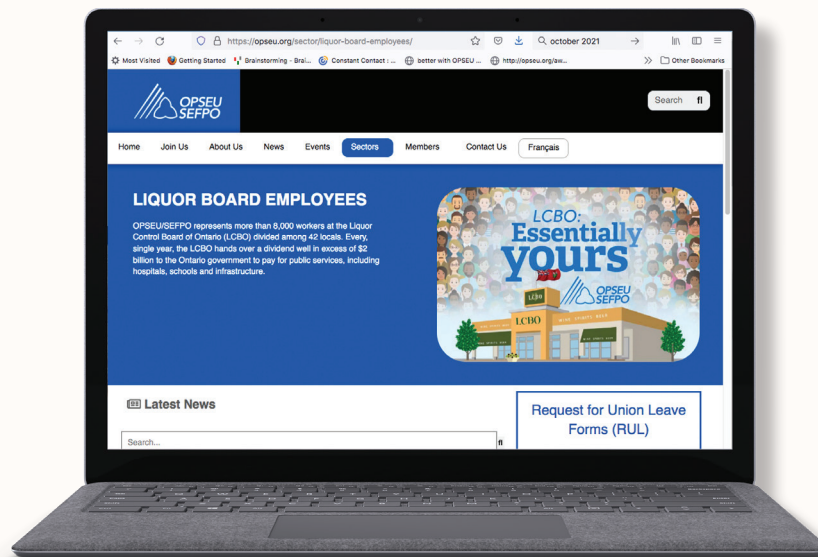 https://opseu.org/sector/liquor-board-employees/
october 2021
Most Visited
Getting Started
Brainstorming - Brai...
Constant Contact : ...
better with OPSEU ...
http://opseu.org/aw...
Other Bookmarks
OPSEU
SEFPO
Search fl
Home
Join Us
About Us
News
Events
Sectors
Members
Contact Us
Français
LIQUOR BOARD EMPLOYEES
OPSEU/SEFPO represents more than 8,000 workers at the Liquor
Control Board of Ontario (LCBO) divided among 42 locals. Every,
single year, the LCBO hands over a dividend well in excess of $2
billion to the Ontario government to pay for public services, including
hospitals, schools and infrastructure.
LCBO:
Essentially
yours
OPSEU
SEFPO
LCBO
LCBO
WINE SPIRITS BEER
Latest News
Search...
fl
Request for Union Leave
Forms (RUL)